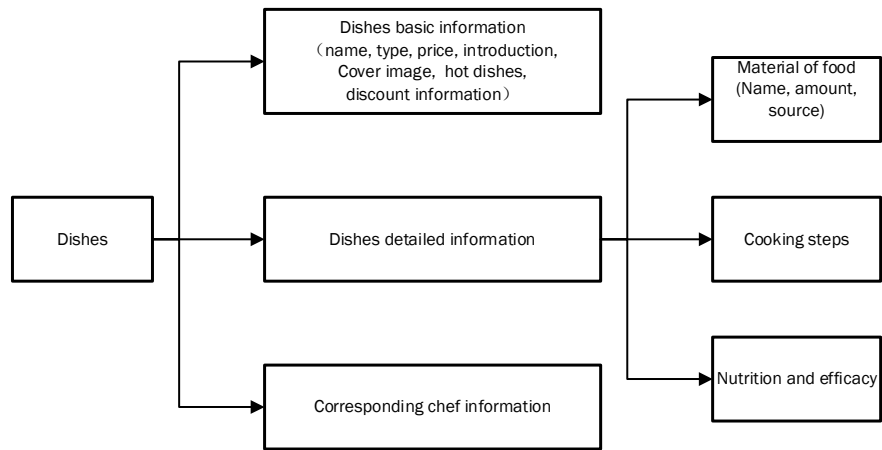 Dishes basic information
（name, type, price, introduction,
Cover image, hot dishes,
discount information）
Material of food
(Name, amount,
source)
Dishes
Dishes detailed information
Cooking steps
Corresponding chef information
Nutrition and efficacy